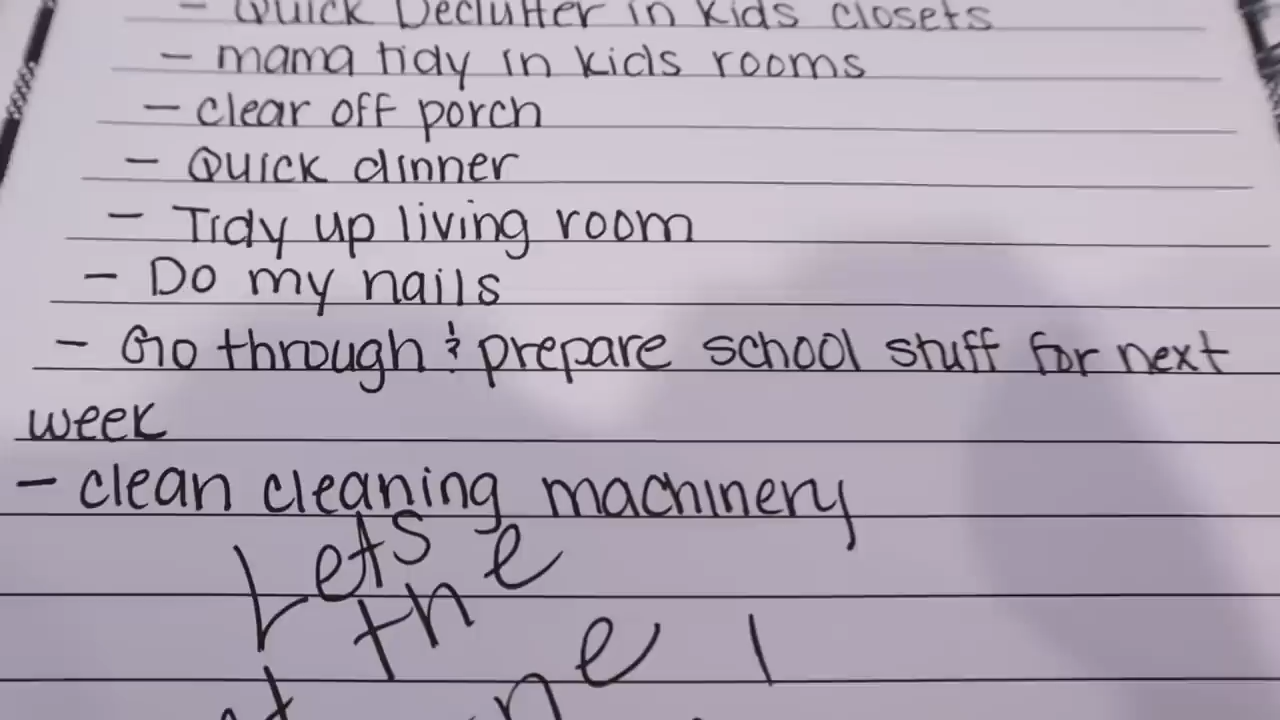 - Quick Declutter in kids closets
- mama tidy in kids rooms
- clear off porch
- Quick dinner
- Tidy up living room
- Do my nails
- Go through & prepare school stuff for next
week
- clean cleaning machinery
Lets
the